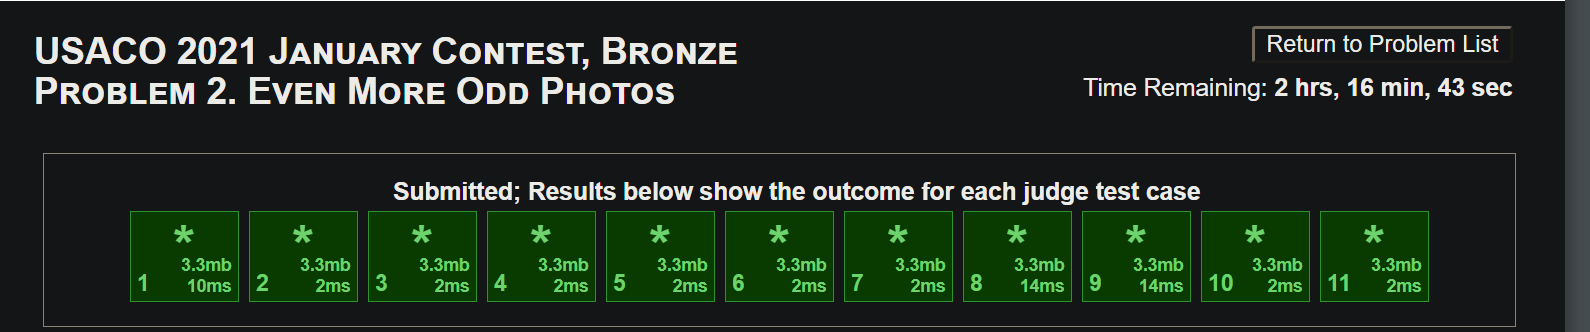 USACO 2021 January Contest, Bronze
Problem 2. Even More Odd Photos
Return to Problem List
Time Remaining: 2 hrs, 16 min, 43 sec
Submitted; Results below show the outcome for each judge test case
* * * * * * * * * * *
3.3mb 3.3mb 3.3mb 3.3mb 3.3mb 3.3mb 3.3mb 3.3mb 3.3mb 3.3mb 3.3mb
1 10ms 2 2ms 3 2ms 4 2ms 5 2ms 6 2ms 7 2ms 8 14ms 9 14ms 10 2ms 11 2ms